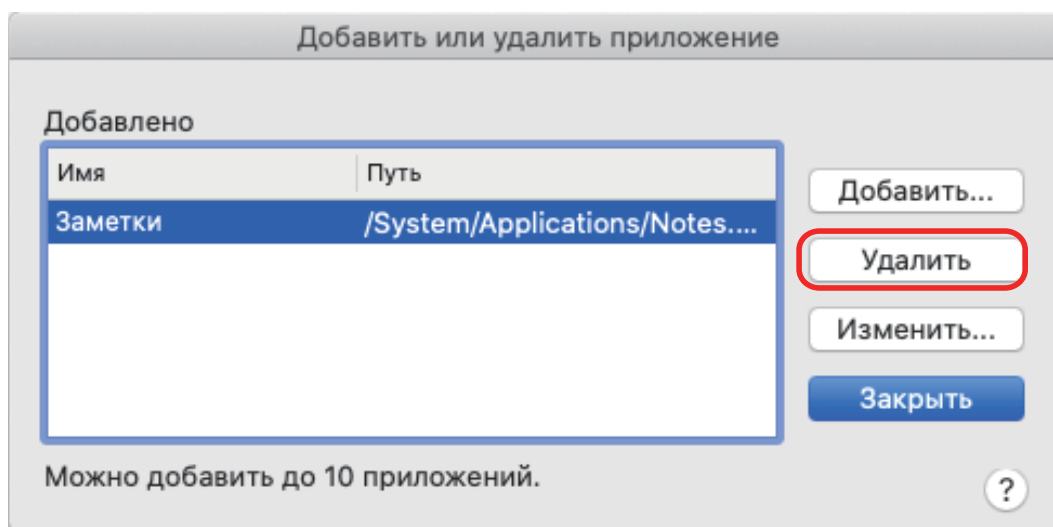 Добавить или удалить приложение
Добавлено
Имя Путь
Заметки /System/Applications/Notes....
Добавить...
Удалить
Изменить...
Закрыть
Можно добавить до 10 приложений.
?